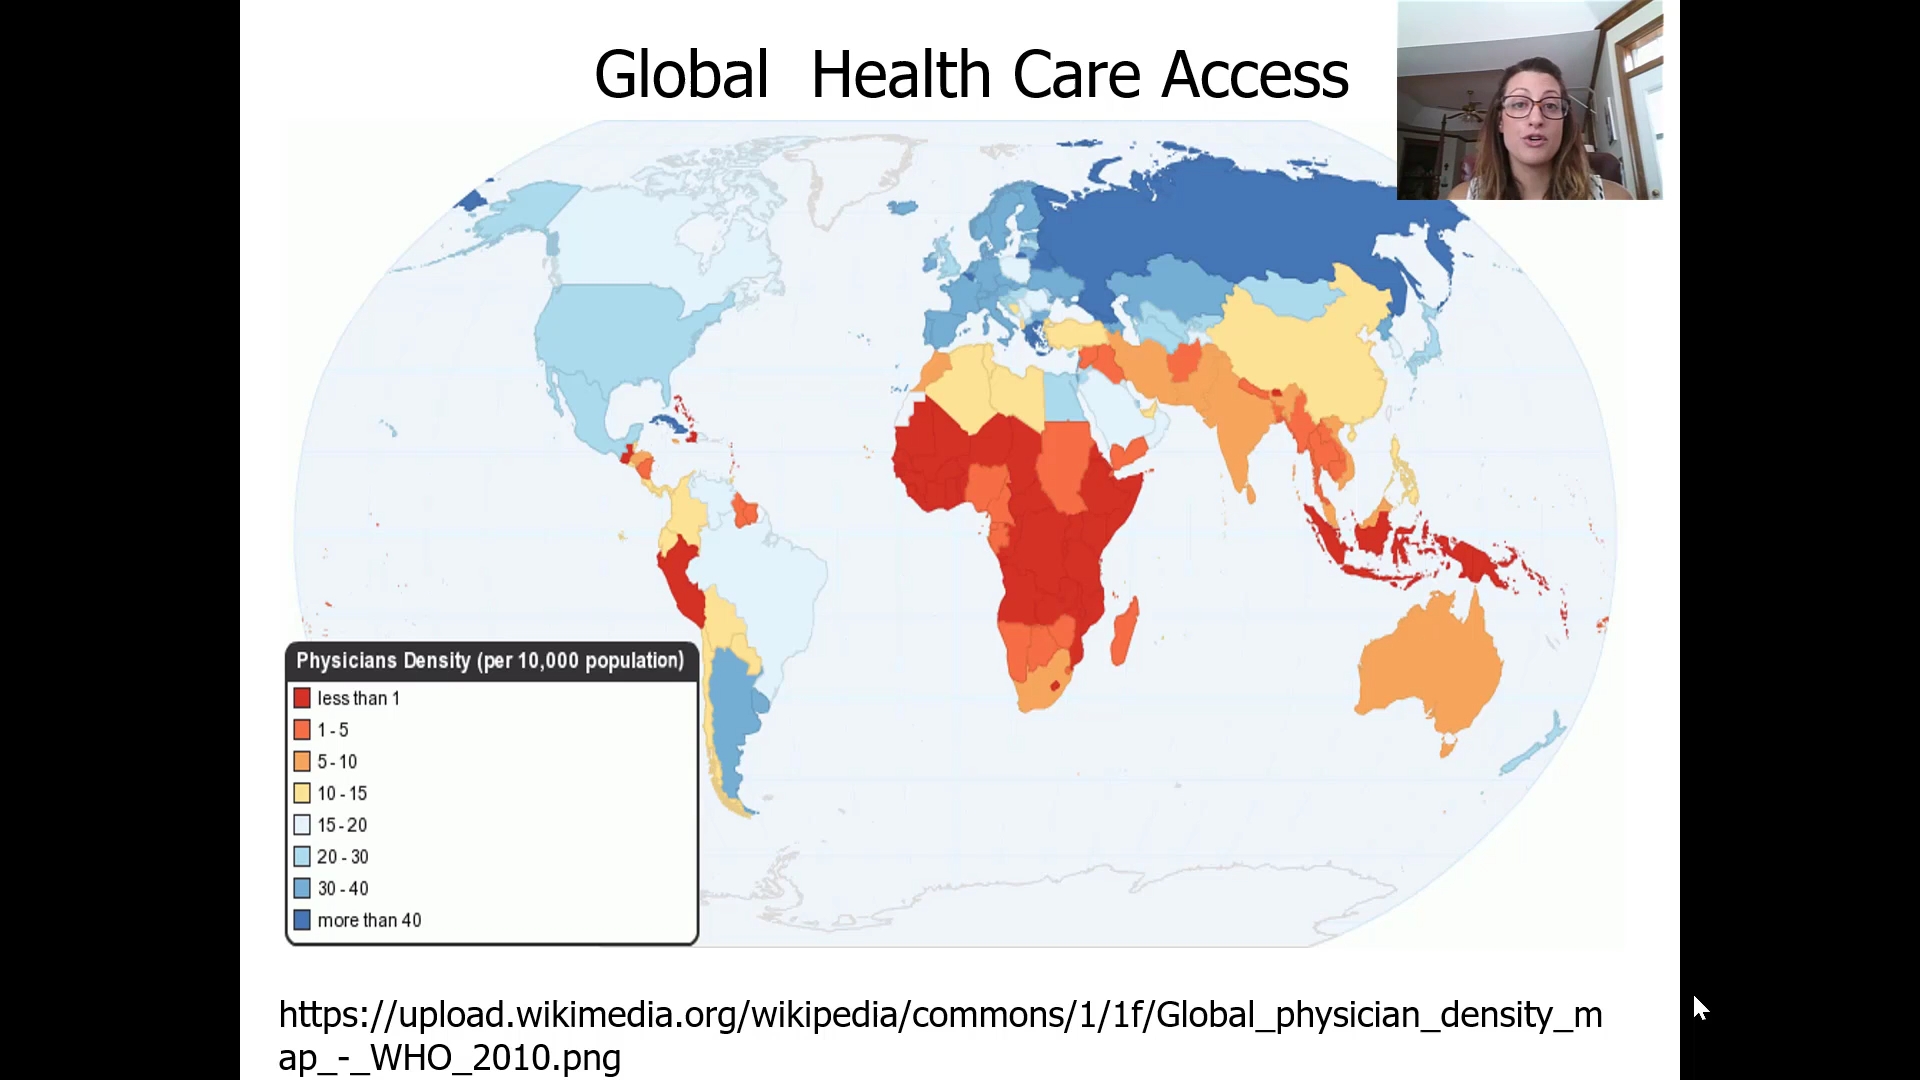 Global  Health Care Access
Physicians Density (per 10,000 population)
less than 1
1 - 5
5 - 10
10 - 15
15 - 20
20 - 30
30 - 40
more than 40
https://upload.wikimedia.org/wikipedia/commons/1/1f/Global_physician_density_m
ap_-_WHO_2010.png